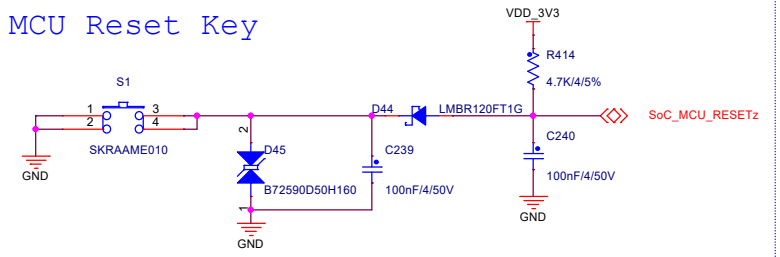 MCU Reset Key
VDD_3V3
R414
4.7K/4/5%
S1
1 3
2 4
SKRAAME010
GND
D44
LMBR120FT1G
SoC_MCU_RESETz
2
D45
B72590D50H160
1
C239
100nF/4/50V
C240
100nF/4/50V
GND
GND